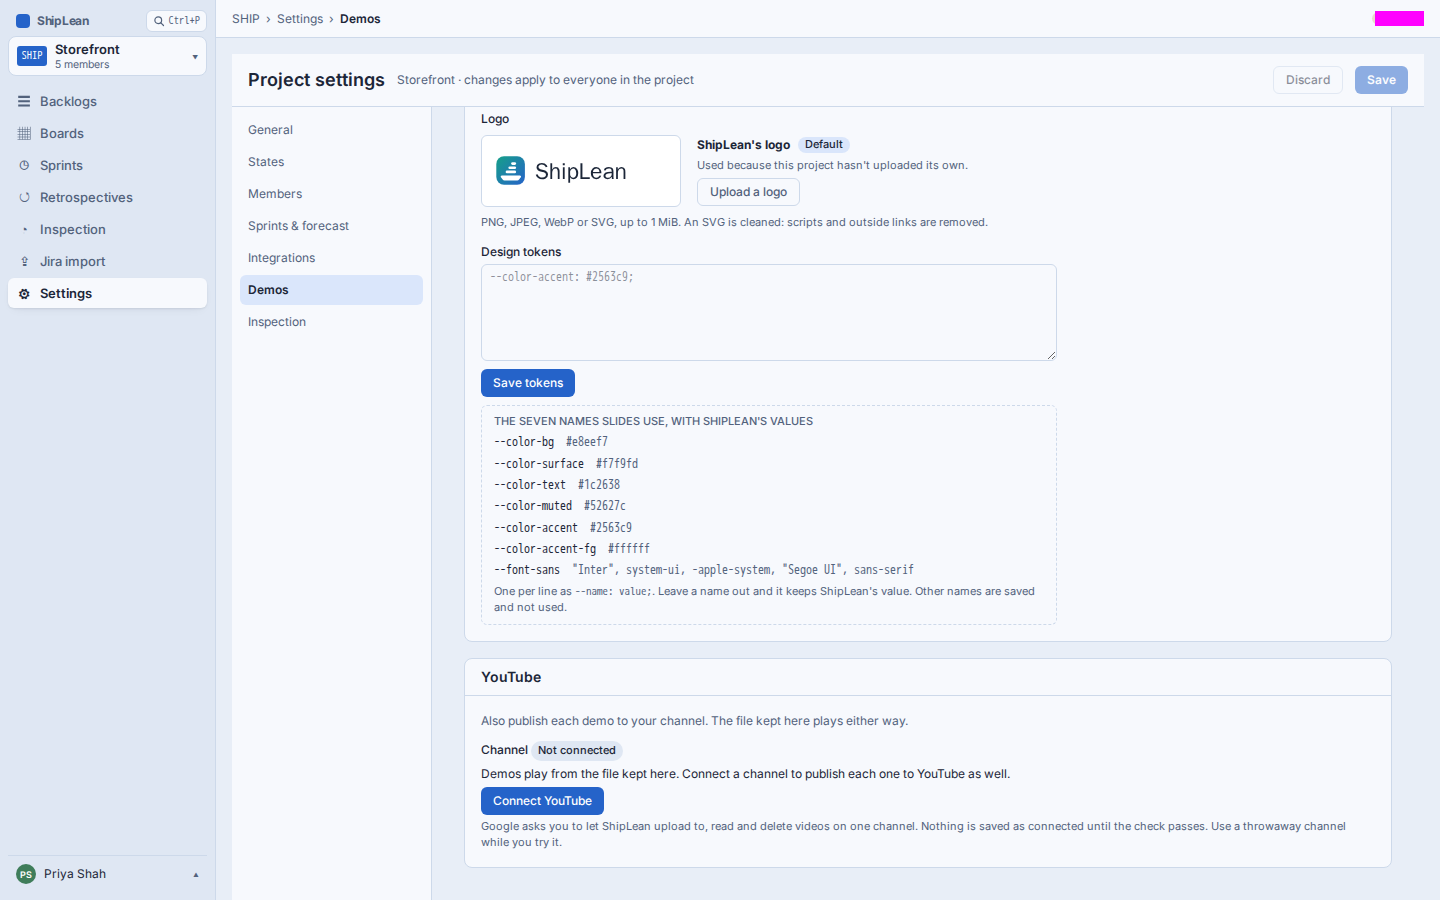 ShipLean
Ctrl+P
SHIP › Settings › Demos
SHIP
Storefront
5 members
Backlogs
Boards
Sprints
Retrospectives
Inspection
Jira import
Settings
Priya Shah
PS
Project settings
Storefront · changes apply to everyone in the project
Discard
Save
General
States
Members
Sprints & forecast
Integrations
Demos
Inspection
Logo
ShipLean
ShipLean's logo
Default
Used because this project hasn't uploaded its own.
Upload a logo
PNG, JPEG, WebP or SVG, up to 1 MiB. An SVG is cleaned: scripts and outside links are removed.
Design tokens
--color-accent: #2563c9;
Save tokens
THE SEVEN NAMES SLIDES USE, WITH SHIPLEAN'S VALUES
--color-bg #e8eef7
--color-surface #f7f9fd
--color-text #1c2638
--color-muted #52627c
--color-accent #2563c9
--color-accent-fg #ffffff
--font-sans "Inter", system-ui, -apple-system, "Segoe UI", sans-serif
One per line as --name: value;. Leave a name out and it keeps ShipLean's value. Other names are saved
and not used.
YouTube
Also publish each demo to your channel. The file kept here plays either way.
Channel Not connected
Demos play from the file kept here. Connect a channel to publish each one to YouTube as well.
Connect YouTube
Google asks you to let ShipLean upload to, read and delete videos on one channel. Nothing is saved as connected until the check passes. Use a throwaway channel
while you try it.